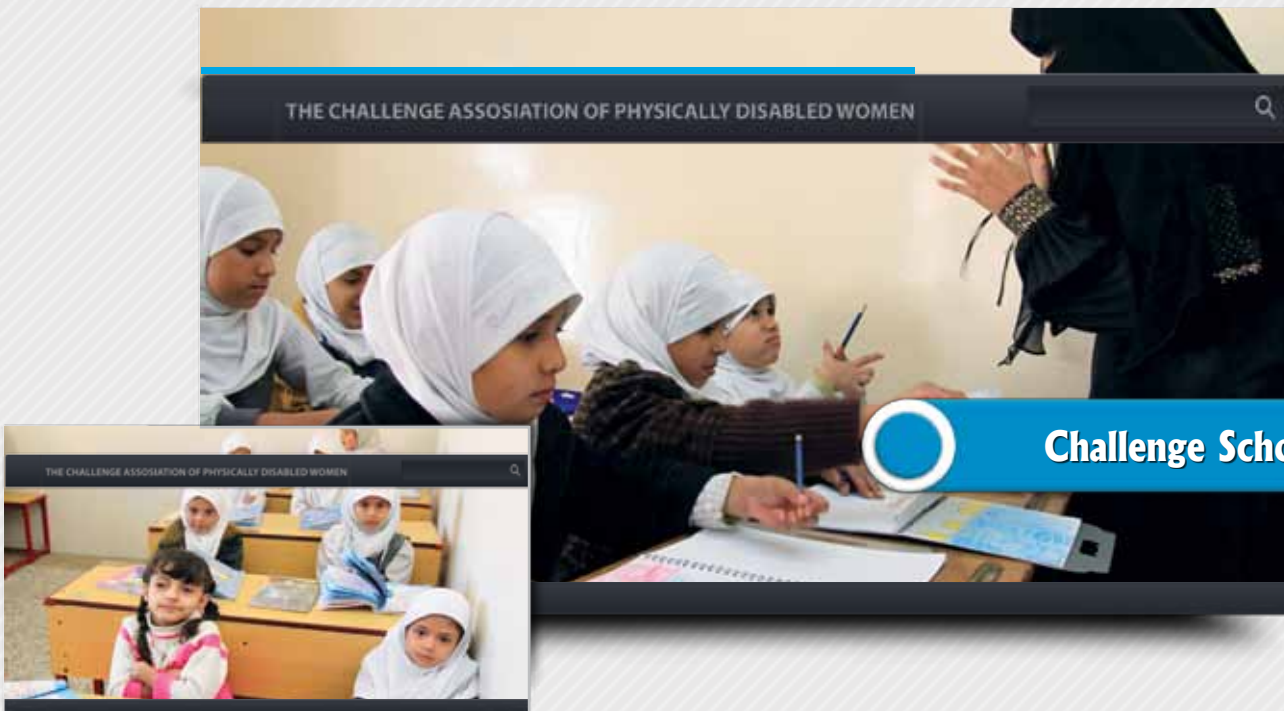 THE CHALLENGE ASSOSIATION OF PHYSICALLY DISABLED WOMEN
Challenge Scho
THE CHALLENGE ASSOSIATION OF PHYSICALLY DISABLED WOMEN